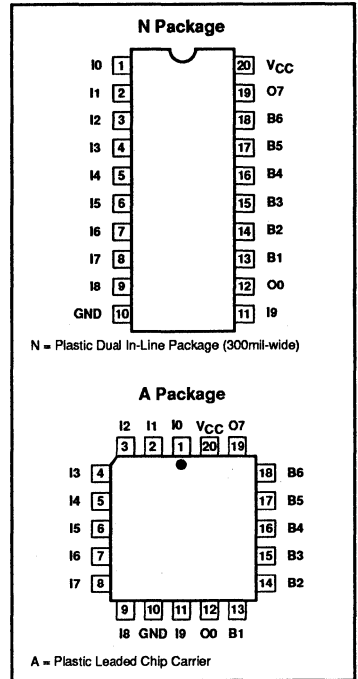 N Package
I0 1 20 VCC
I1 2 19 O7
I2 3 18 B6
I3 4 17 B5
I4 5 16 B4
I5 6 15 B3
I6 7 14 B2
I7 8 13 B1
I8 9 12 O0
GND 10 11 I9
N = Plastic Dual In-Line Package (300mil-wide)
A Package
I2 I1 I0 VCC O7
3 2 1 20 19
I3 4 18 B6
I4 5 17 B5
I5 6 16 B4
I6 7 15 B3
I7 8 14 B2
9 10 11 12 13
I8 GND I9 O0 B1
A = Plastic Leaded Chip Carrier